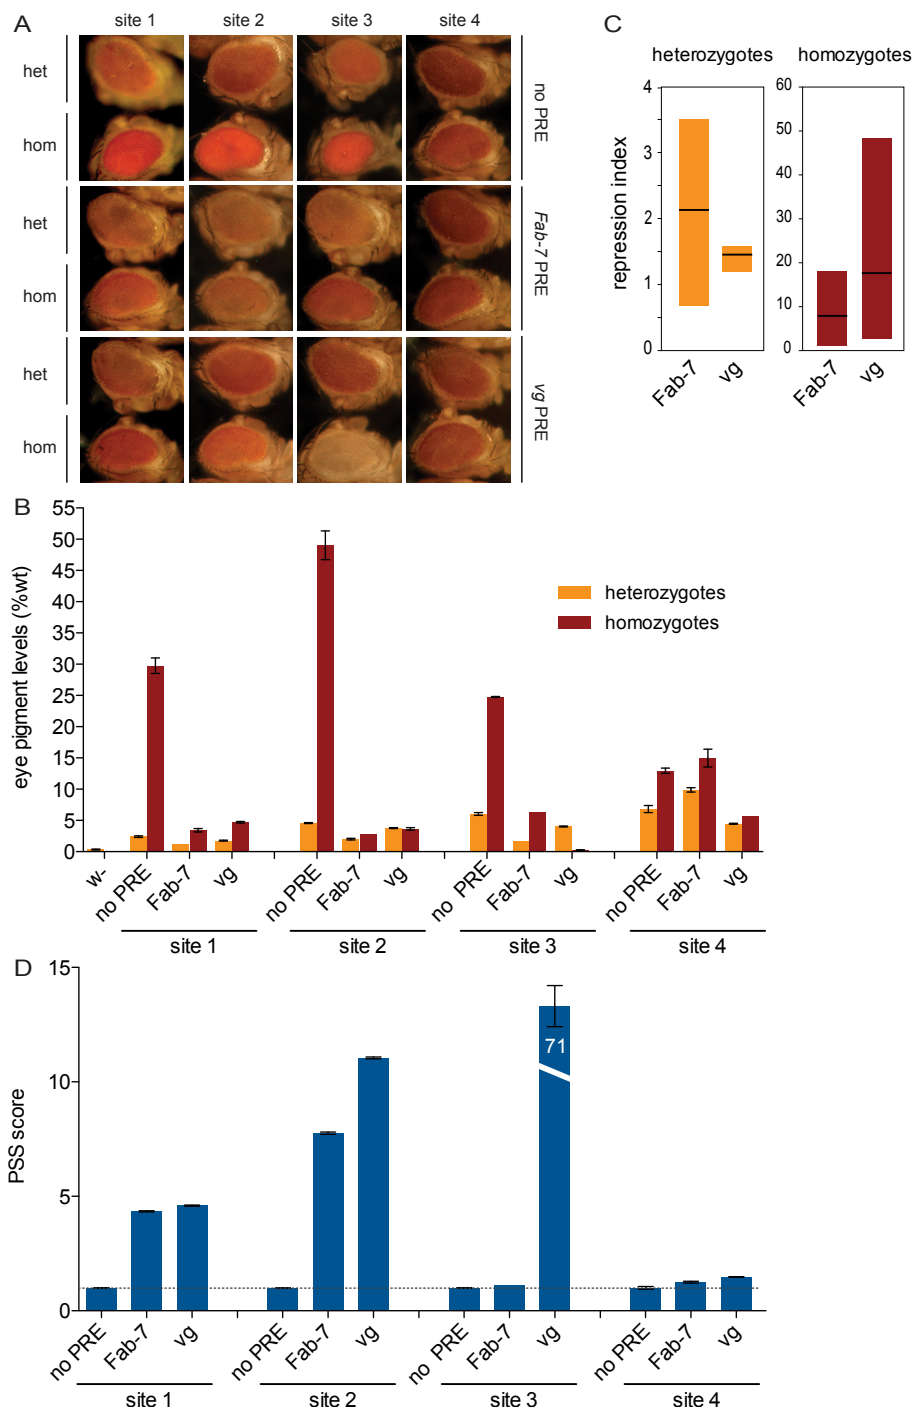 A
site 1 site 2 site 3 site 4
het
hom
no PRE
het
hom
Fab-7 PRE
het
hom
vg PRE
C
heterozygotes homozygotes
repression index
4
3
2
1
0
60
50
40
30
20
10
0
Fab-7 vg Fab-7 vg
B
eye pigment levels (%wt)
55
50
45
40
35
30
25
20
15
10
5
0
heterozygotes
homozygotes
w- no PRE Fab-7 vg no PRE Fab-7 vg no PRE Fab-7 vg no PRE Fab-7 vg
site 1 site 2 site 3 site 4
D
PSS score
15
10
5
0
71
no PRE Fab-7 vg no PRE Fab-7 vg no PRE Fab-7 vg no PRE Fab-7 vg
site 1 site 2 site 3 site 4